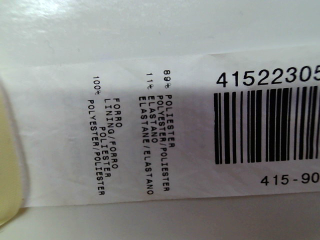 89% POLIESTER
POLYESTER/POLIESTER
11% ELASTANO
ELASTANE/ELASTANO
FORRO
LINING/FORRO
100% POLIESTER
POLYESTER/POLIESTER
41522305
415-90